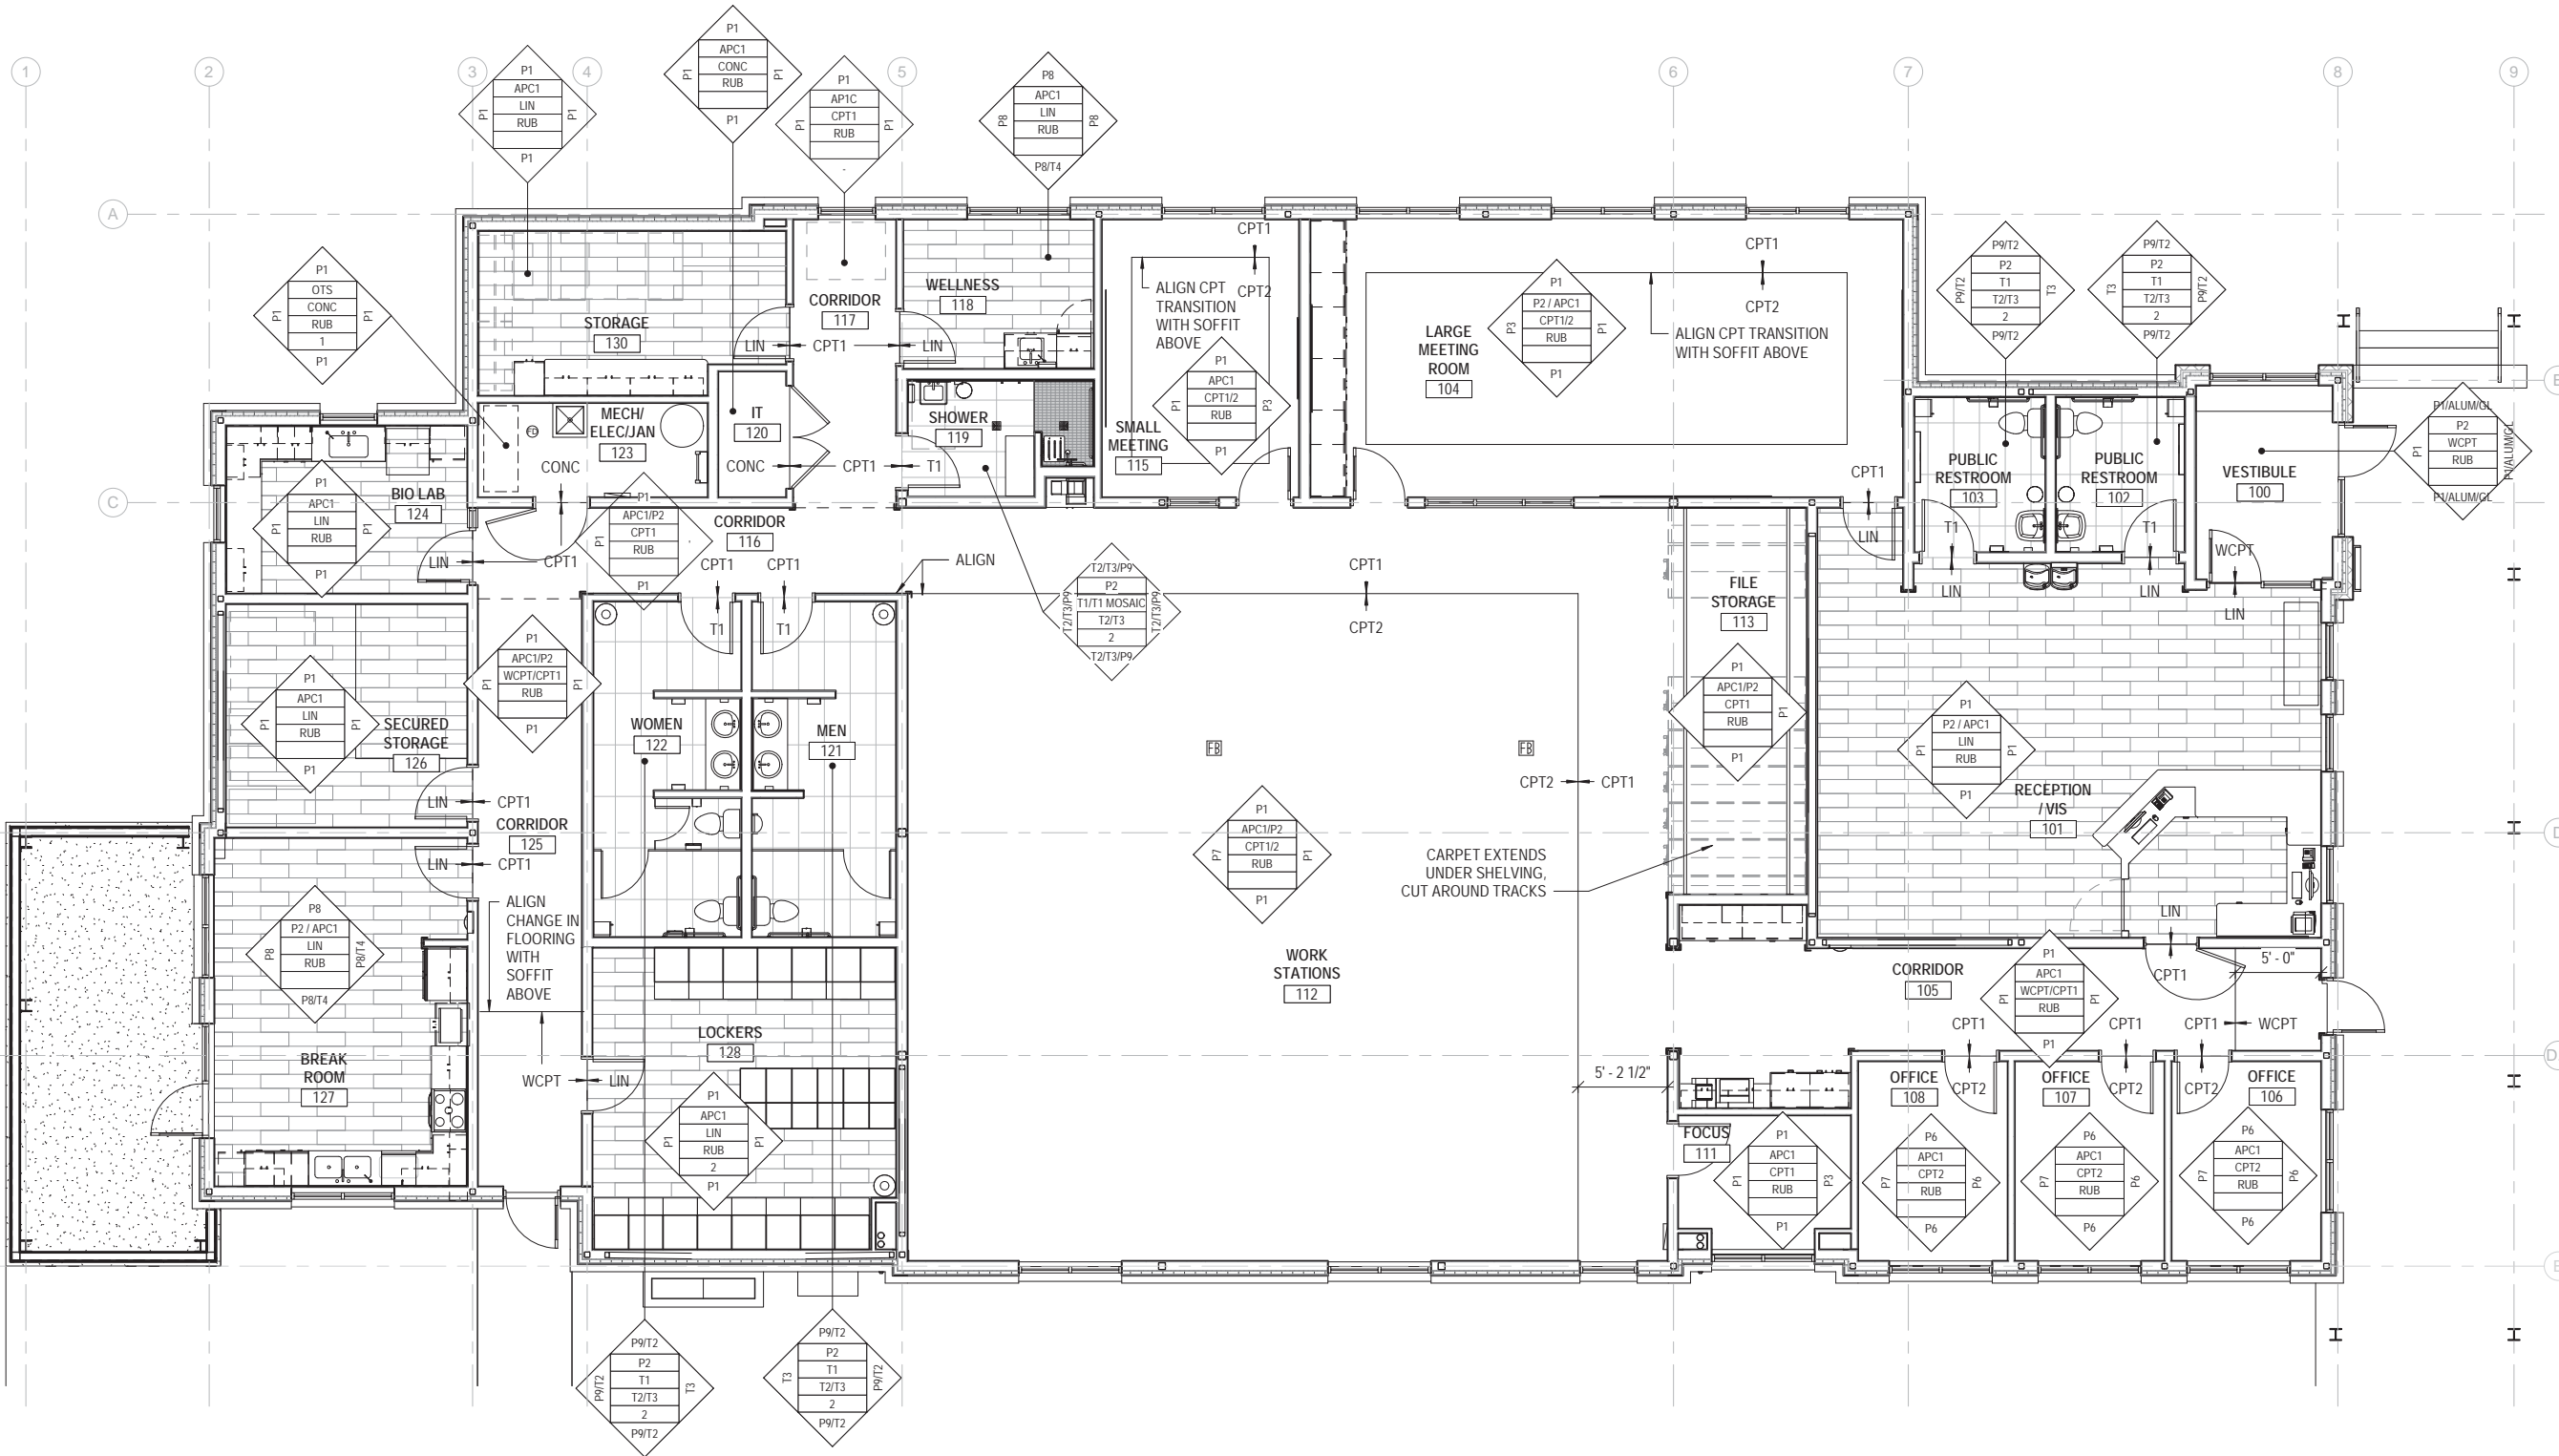 1
2
3
4
5
6
7
8
9
A
C
P1
APC1
LIN
RUB
P1
P1
P1
P1
APC1
CONC
RUB
P1
P1
P1
P1
AP1C
CPT1
RUB
P1
P1
-
P8
APC1
LIN
RUB
P8
P8
P8/T4
P1
OTS
CONC
RUB
1
P1
P1
P1
STORAGE
130
CORRIDOR
117
WELLNESS
118
LIN
CPT1
LIN
MECH/
ELEC/JAN
123
FD
CONC
IT
120
CONC
CPT1
T1
SHOWER
119
CPT1
CPT2
ALIGN CPT
TRANSITION
WITH SOFFIT
ABOVE
SMALL
MEETING
115
P1
APC1
CPT1/2
RUB
P1
P3
P1
LARGE
MEETING
ROOM
104
P1
P2 / APC1
CPT1/2
RUB
P3
P1
P1
CPT1
CPT2
ALIGN CPT TRANSITION
WITH SOFFIT ABOVE
CPT1
LIN
P9/T2
P2
T1
T2/T3
2
P9/T2
T3
P9/T2
P9/T2
P2
T1
T2/T3
2
T3
P9/T2
P9/T2
PUBLIC
RESTROOM
103
T1
LIN
PUBLIC
RESTROOM
102
T1
LIN
VESTIBULE
100
WCPT
LIN
P1/ALUM/GL
P2
WCPT
RUB
P1
P1/ALUM/GL
P1/ALUM/GL
BIO LAB
124
P1
APC1
LIN
RUB
P1
P1
P1
LIN
CPT1
P1
APC1/P2
CPT1
RUB
P1
-
P1
CORRIDOR
116
CPT1
CPT1
T1
T1
ALIGN
T2/T3/P9
P2
T1/T1 MOSAIC
T2/T3
2
T2/T3/P9
T2/T3/P9
T2/T3/P9
CPT1
CPT2
FILE
STORAGE
113
P1
APC1/P2
CPT1
RUB
P1
P1
P1
SECURED
STORAGE
126
P1
APC1
LIN
RUB
P1
P1
P1
LIN
CPT1
P1
APC1/P2
WCPT/CPT1
RUB
P1
P1
P1
WOMEN
122
MEN
121
FB
FB
CPT2
CPT1
P1
P2 / APC1
LIN
RUB
P1
P1
P1
RECEPTION
/ VIS
101
LIN
CPT1
CORRIDOR
125
LIN
CPT1
ALIGN
CHANGE IN
FLOORING
WITH
SOFFIT
ABOVE
P8
P2 / APC1
LIN
RUB
P8
P8/T4
P8/T4
BREAK
ROOM
127
WCPT
LIN
LOCKERS
128
P1
APC1
LIN
RUB
2
P1
P1
P1
P1
APC1/P2
CPT1/2
RUB
P7
P1
P1
WORK
STATIONS
112
CARPET EXTENDS
UNDER SHELVING,
CUT AROUND TRACKS
5' - 2 1/2"
CORRIDOR
105
P1
APC1
WCPT/CPT1
RUB
P1
P1
P1
5' - 0"
CPT1
CPT1
CPT1
WCPT
CPT2
CPT2
CPT2
OFFICE
108
OFFICE
107
OFFICE
106
FOCUS
111
P1
APC1
CPT1
RUB
P1
P3
P1
P6
APC1
CPT2
RUB
P7
P6
P6
P6
APC1
CPT2
RUB
P7
P6
P6
P6
APC1
CPT2
RUB
P7
P6
P6
P9/T2
P2
T1
T2/T3
2
P9/T2
T3
P9/T2
P9/T2
P2
T1
T2/T3
2
T3
P9/T2
P9/T2